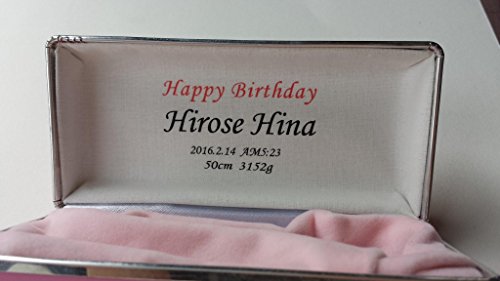 Happy Birthday
Hirose Hina
2016.2.14 AM5:23
50cm 3152g